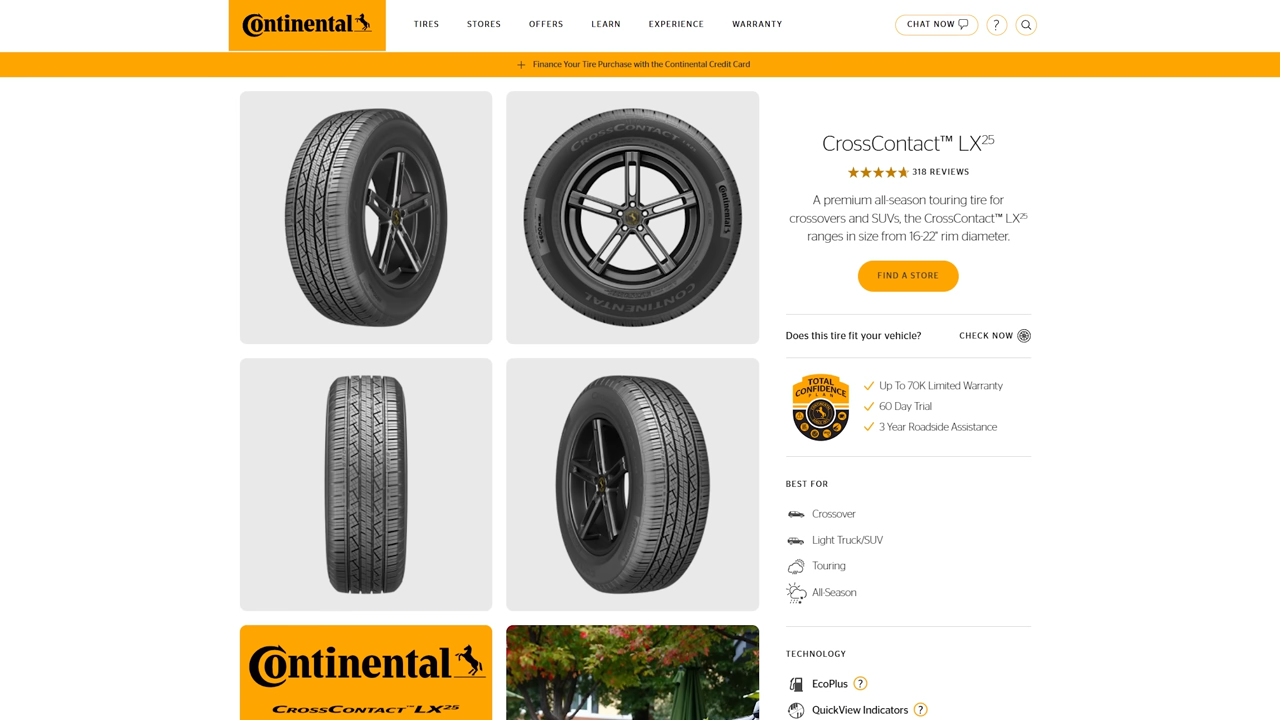 Continental
TIRES
STORES
OFFERS
LEARN
EXPERIENCE
WARRANTY
CHAT NOW
?
Finance Your Tire Purchase with the Continental Credit Card
CROSSCONTACT
Continental
CONTINENTAL
CrossContact™ LX25
318 REVIEWS
A premium all-season touring tire for
crossovers and SUVs, the CrossContact™ LX25
ranges in size from 16-22" rim diameter.
FIND A STORE
Does this tire fit your vehicle?
CHECK NOW
TOTAL
CONFIDENCE
PLAN
Up To 70K Limited Warranty
60 Day Trial
3 Year Roadside Assistance
BEST FOR
Crossover
Light Truck/SUV
Touring
All-Season
TECHNOLOGY
EcoPlus ?
QuickView Indicators ?
Continental
CROSSCONTACT™ LX25